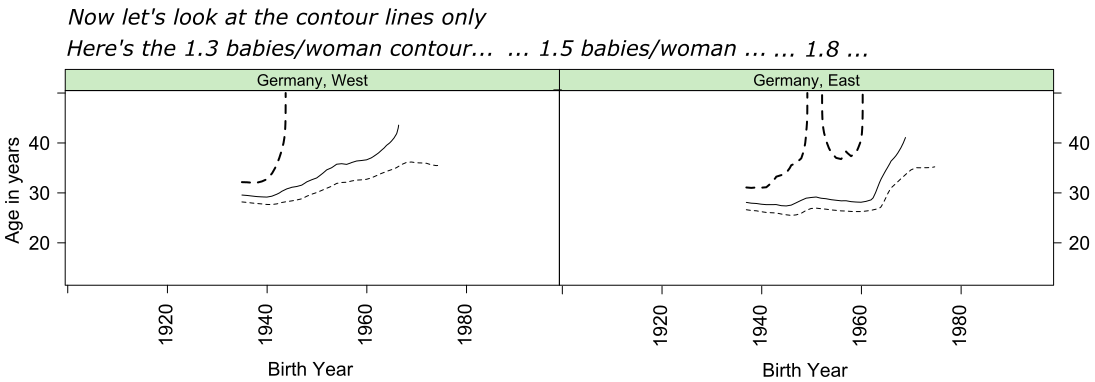 Now let's look at the contour lines only
Here's the 1.3 babies/woman contour... ... 1.5 babies/woman ... ... 1.8 ...
Germany, West
Germany, East
Age in years
40
30
20
40
30
20
1920
1940
1960
1980
1920
1940
1960
1980
Birth Year
Birth Year